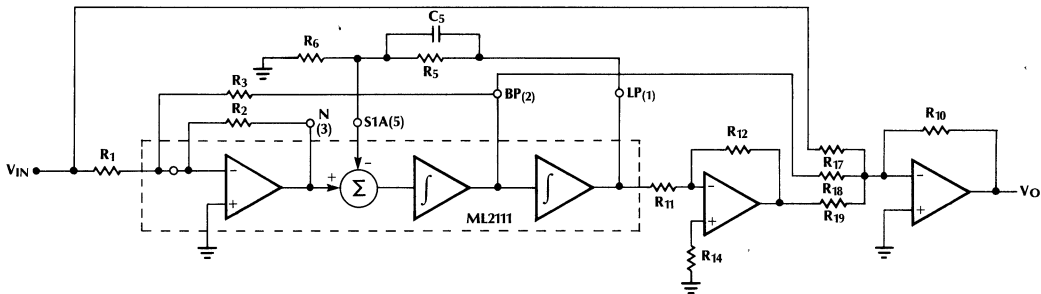 C5
R6
R5
R3
BP(2)
LP(1)
R2
N
(3)
S1A(5)
R10
R12
VIN
R1
−
+
−
+
Σ
∫
∫
ML2111
R11
−
+
R14
R17
R18
R19
−
+
VO